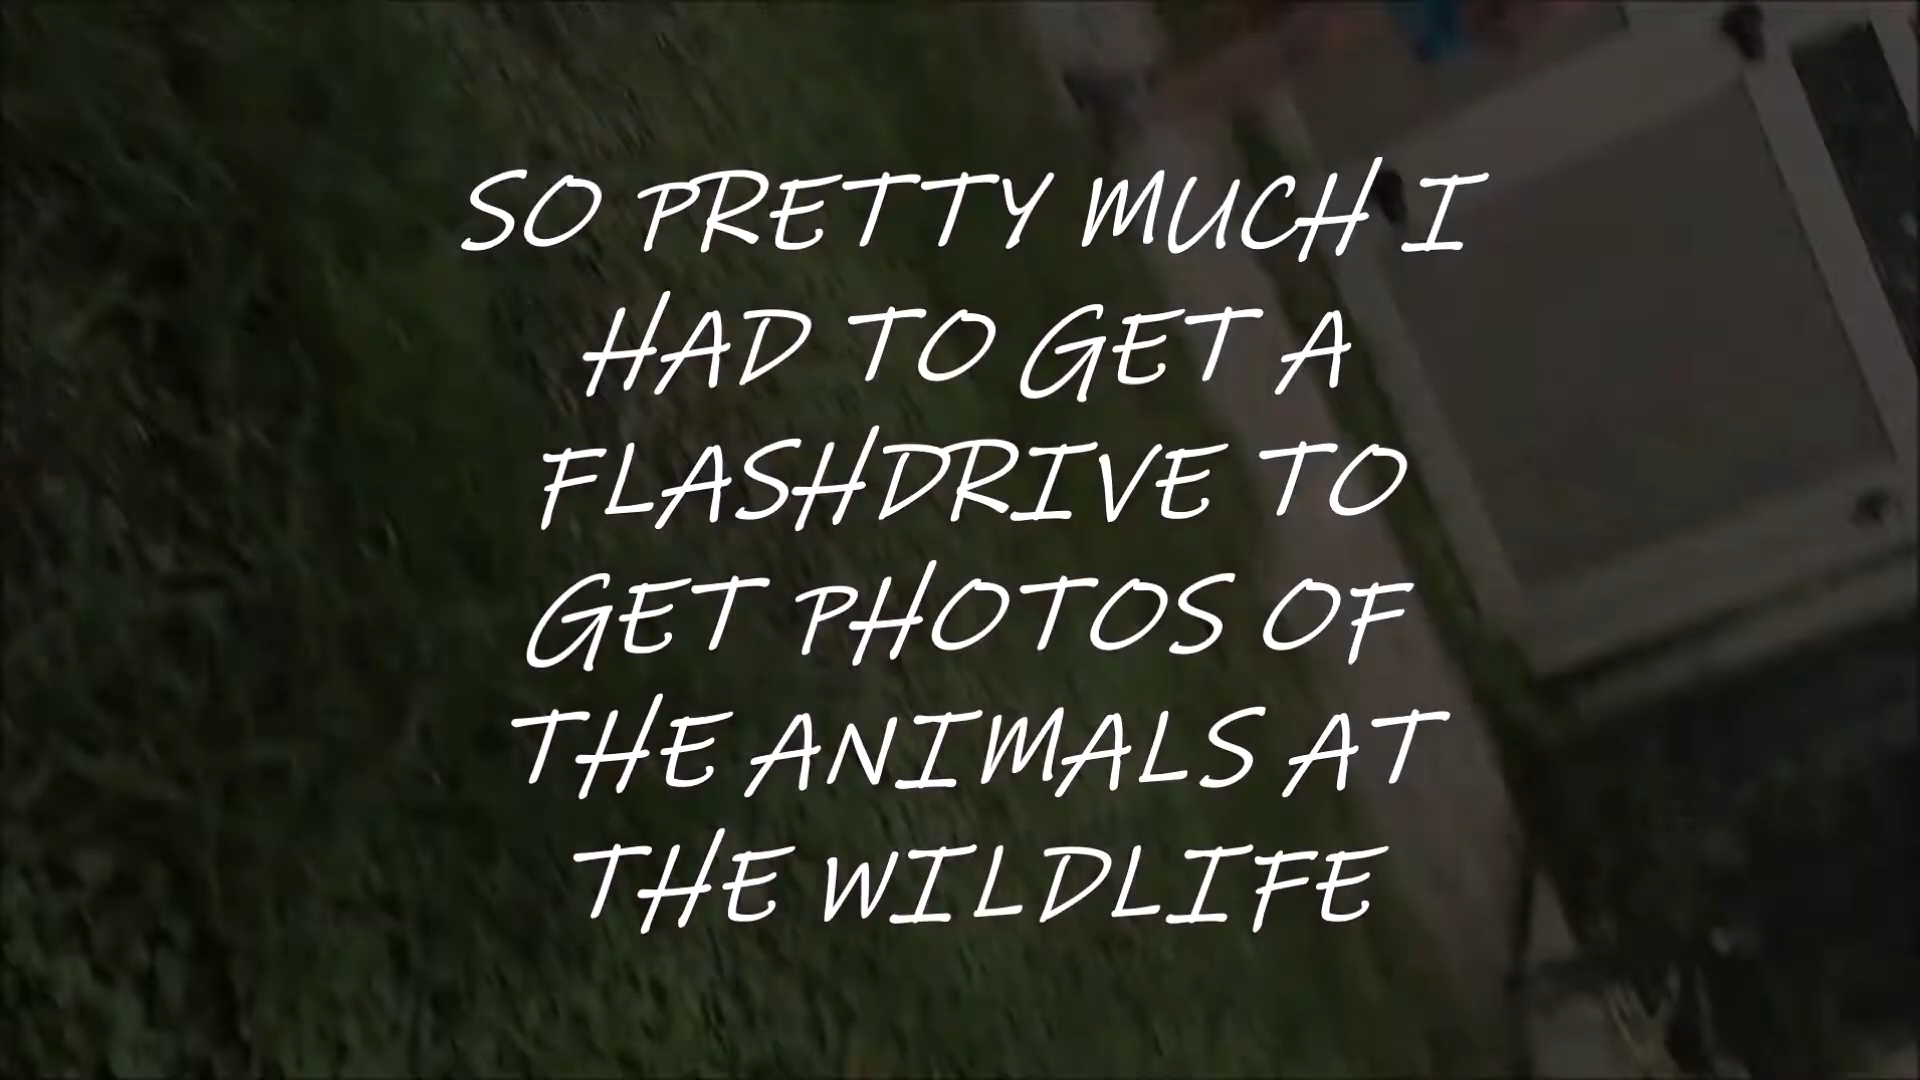 SO PRETTY MUCH I
HAD TO GET A
FLASHDRIVE TO
GET PHOTOS OF
THE ANIMALS AT
THE WILDLIFE